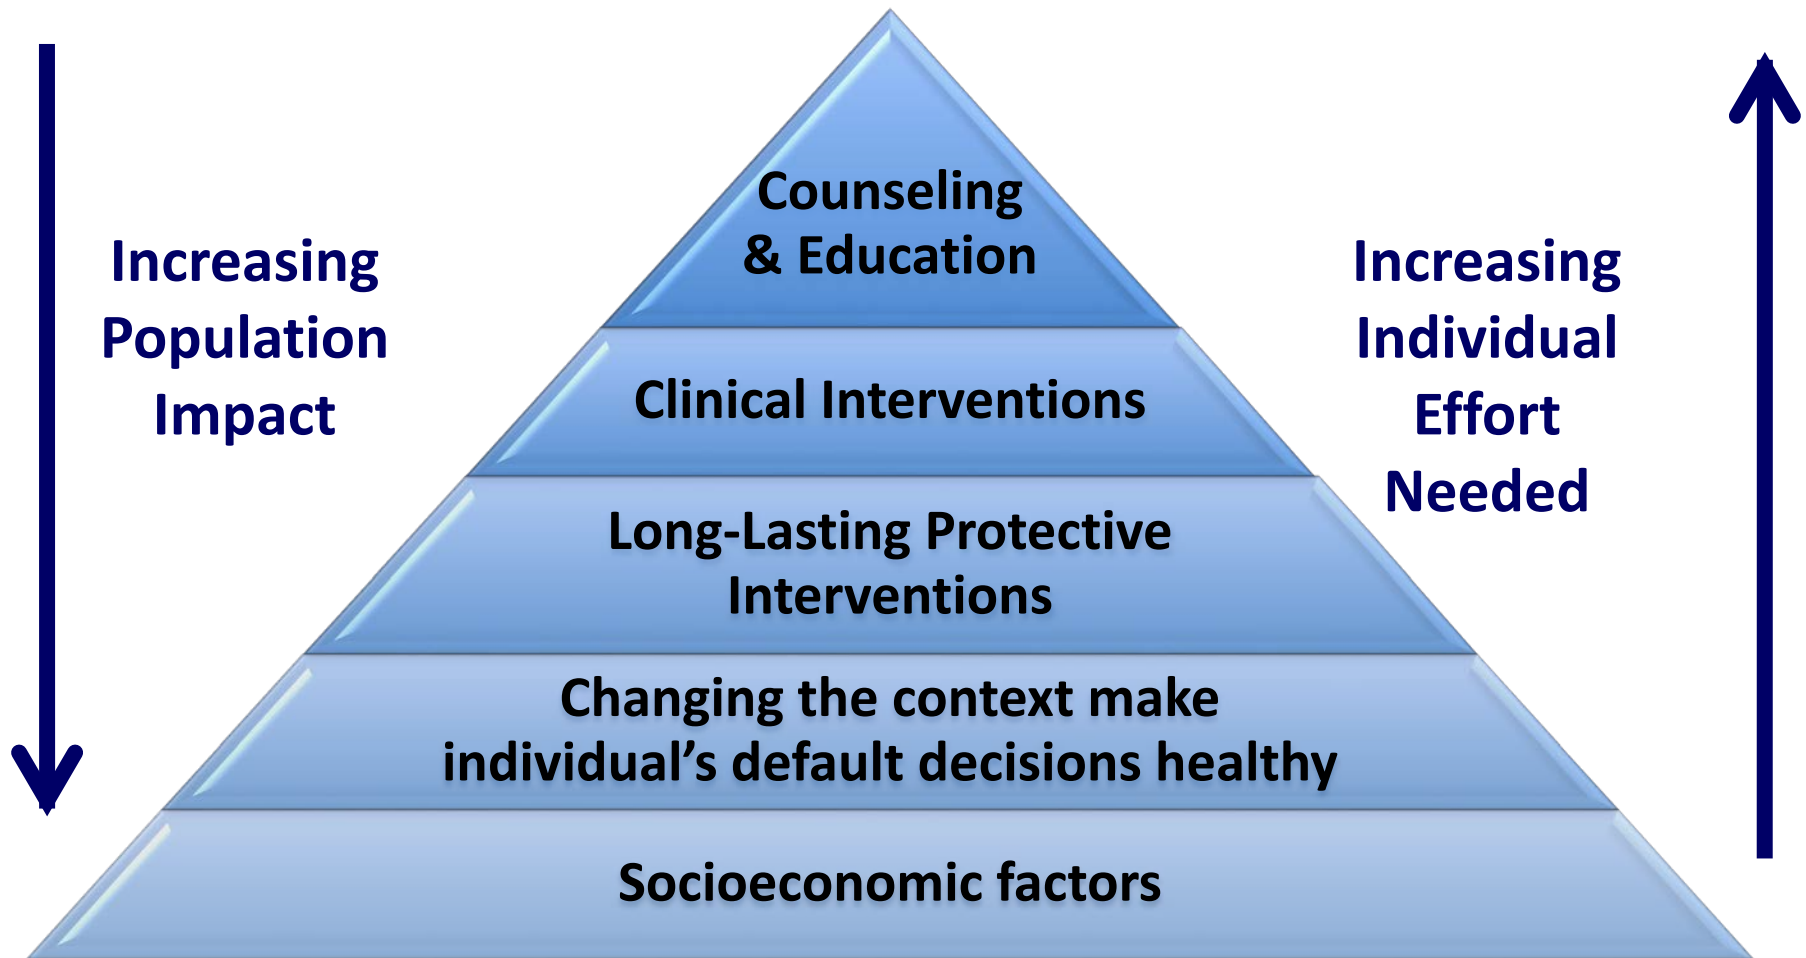 Increasing
Population
Impact
Counseling
& Education
Clinical Interventions
Long-Lasting Protective
Interventions
Changing the context make
individual’s default decisions healthy
Socioeconomic factors
Increasing
Individual
Effort
Needed